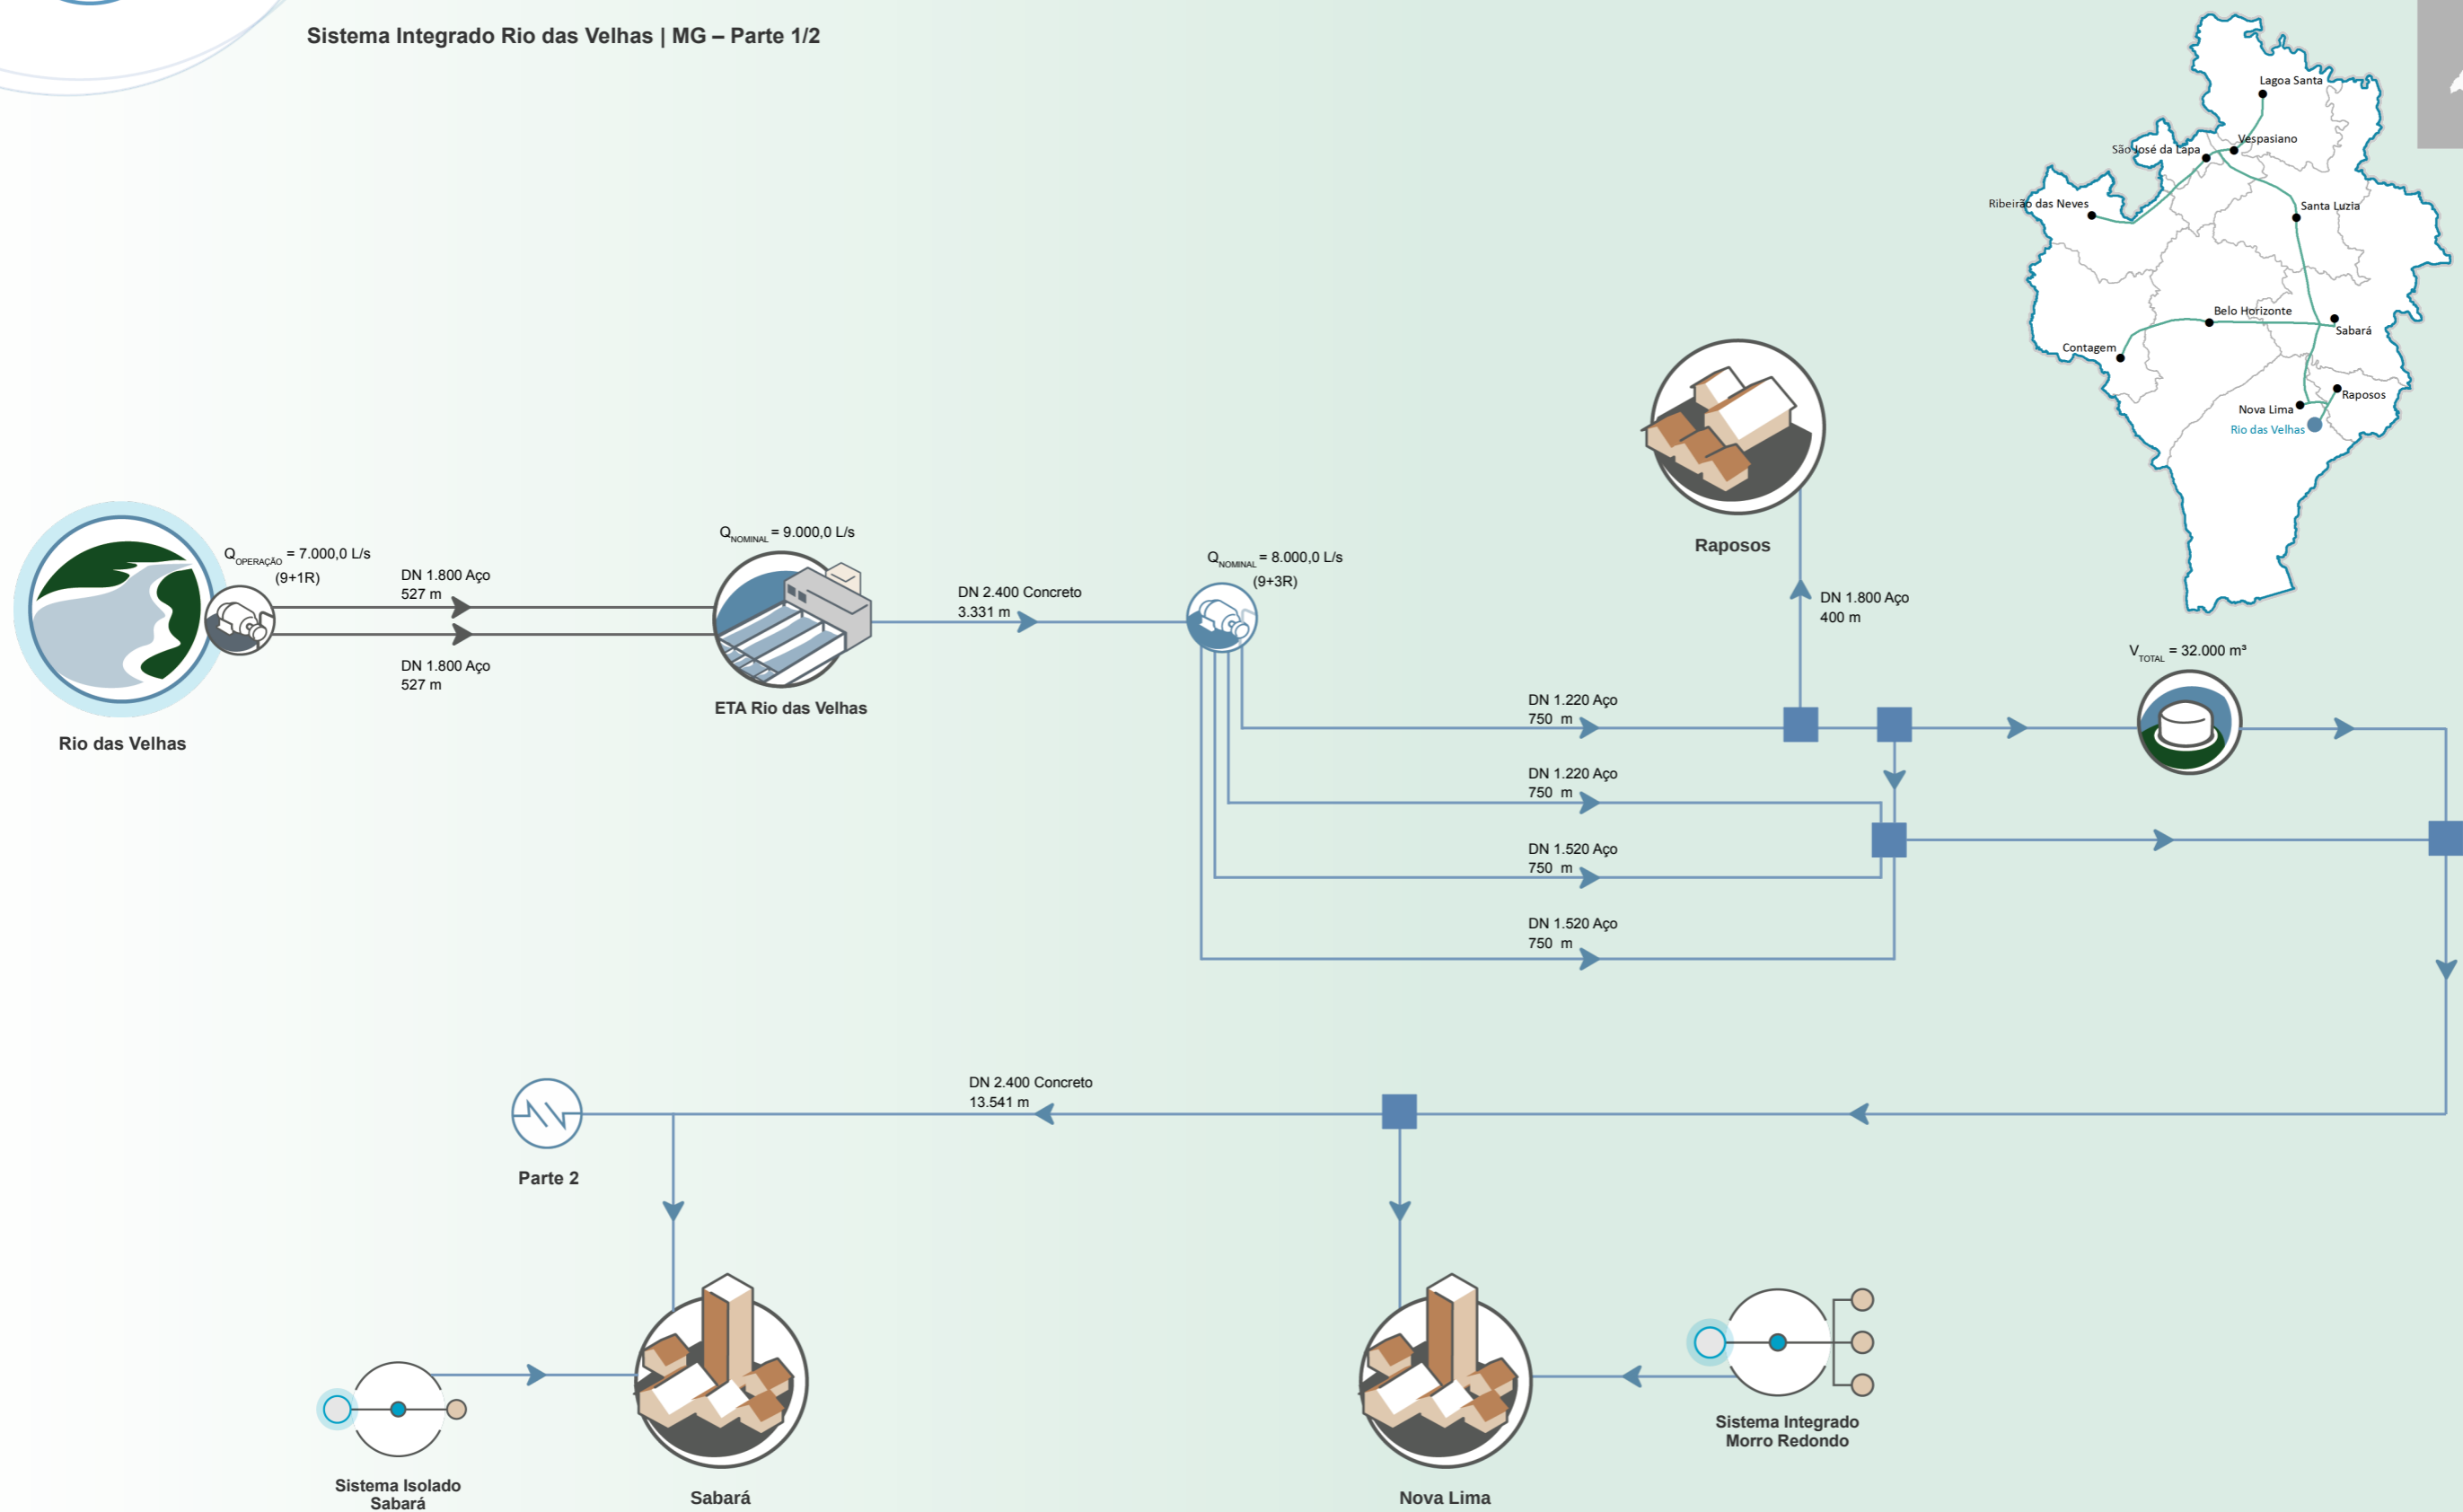 Sistema Integrado Rio das Velhas | MG – Parte 1/2
Lagoa Santa
Vespasiano
São José da Lapa
Ribeirão das Neves
Santa Luzia
Belo Horizonte
Sabará
Contagem
Raposos
Nova Lima
Rio das Velhas
Raposos
DN 1.800 Aço
400 m
QOPERAÇÃO = 7.000,0 L/s
(9+1R)
DN 1.800 Aço
527 m
DN 1.800 Aço
527 m
Rio das Velhas
QNOMINAL = 9.000,0 L/s
ETA Rio das Velhas
DN 2.400 Concreto
3.331 m
QNOMINAL = 8.000,0 L/s
(9+3R)
DN 1.220 Aço
750 m
DN 1.220 Aço
750 m
DN 1.520 Aço
750 m
DN 1.520 Aço
750 m
VTOTAL = 32.000 m³
DN 2.400 Concreto
13.541 m
Parte 2
Sistema Isolado
Sabará
Sabará
Nova Lima
Sistema Integrado
Morro Redondo